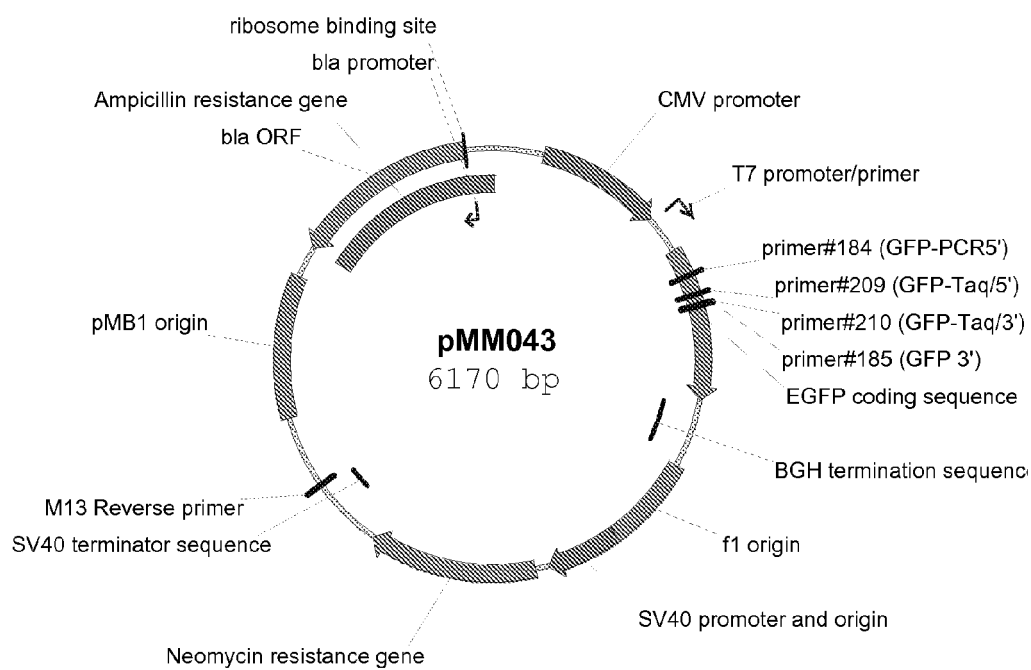 ribosome binding site
bla promoter
Ampicillin resistance gene
bla ORF
CMV promoter
T7 promoter/primer
primer#184 (GFP-PCR5')
primer#209 (GFP-Taq/5')
primer#210 (GFP-Taq/3')
primer#185 (GFP 3')
EGFP coding sequence
pMB1 origin
pMM043
6170 bp
BGH termination sequence
M13 Reverse primer
SV40 terminator sequence
f1 origin
SV40 promoter and origin
Neomycin resistance gene